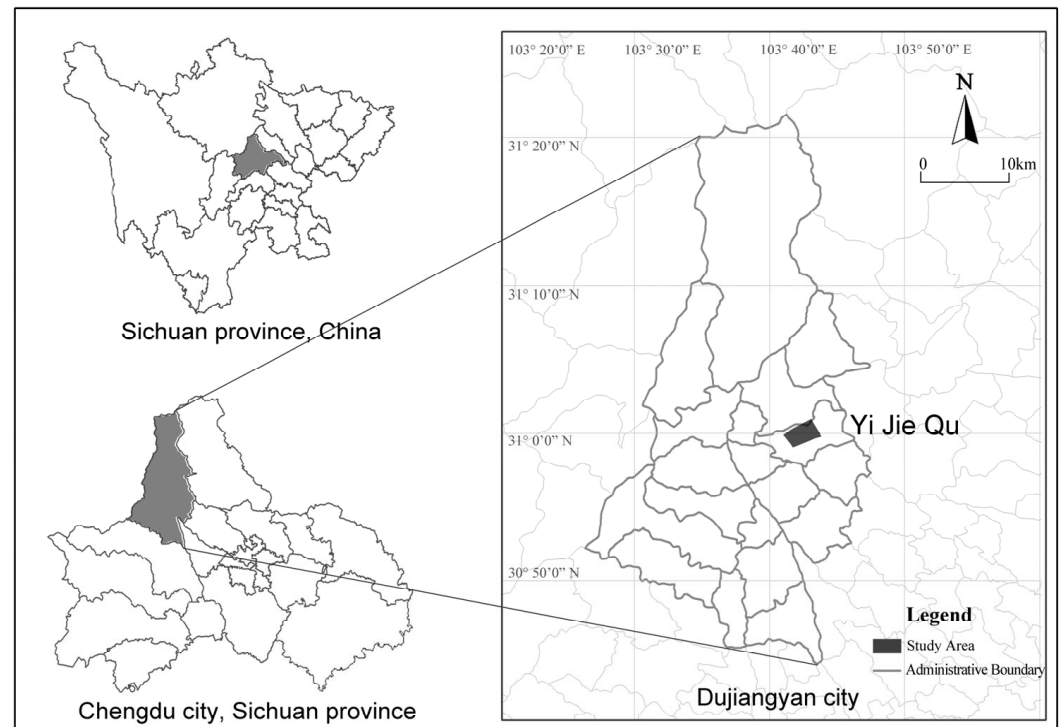 103° 20’0” E 103° 30’0” E 103° 40’0” E 103° 50’0” E
N
0 10km
31° 20’0” N
31° 10’0” N
Sichuan province, China
Yi Jie Qu
31° 0’0” N
30° 50’0” N
Legend
Study Area
Administrative Boundary
Dujiangyan city
Chengdu city, Sichuan province